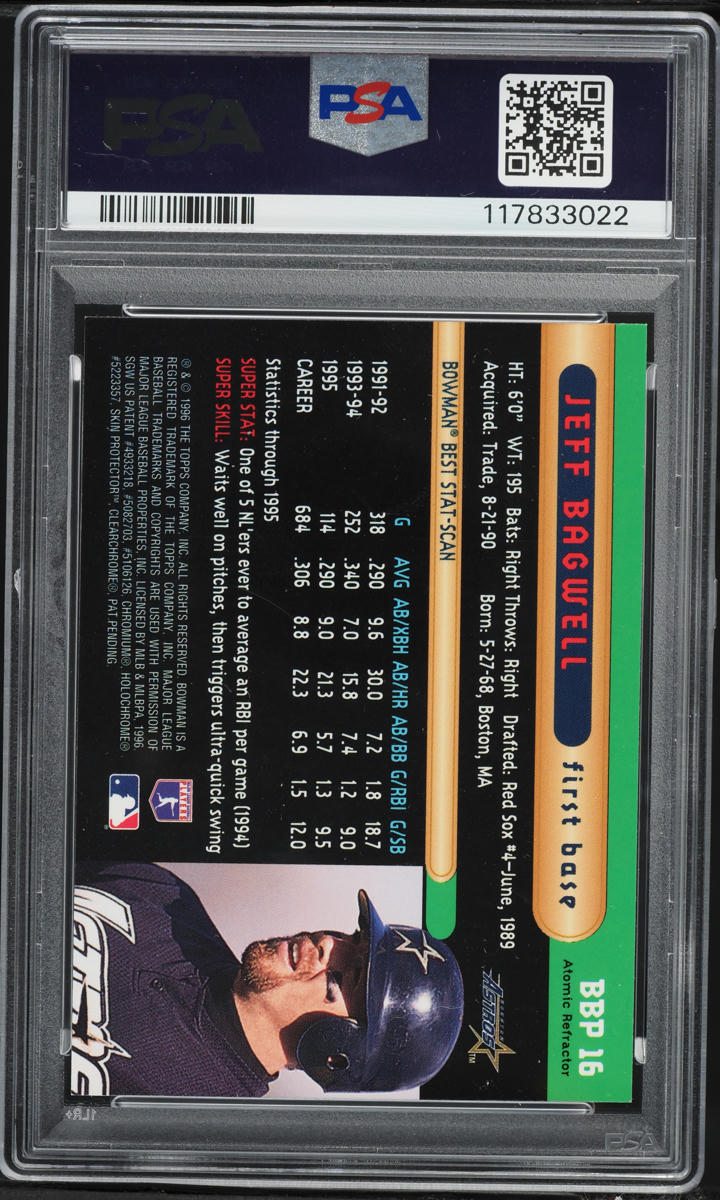 PSA
PSA
117833022
BBP 16
Atomic Refractor
JEFF BAGWELL first base
HOUSTON
ASTROS™
HT: 6'0" WT: 195 Bats: Right Throws: Right Drafted: Red Sox #4–June, 1989
Acquired: Trade, 8-21-90 Born: 5-27-68, Boston, MA
BOWMAN® BEST STAT-SCAN
G AVG AB/XBH AB/HR AB/BB G/RBI G/SB
1991-92 318 .290 9.6 30.0 7.2 1.8 18.7
1993-94 252 .340 7.0 15.8 7.4 1.2 9.0
1995 114 .290 9.0 21.3 5.7 1.3 9.5
CAREER 684 .306 8.8 22.3 6.9 1.5 12.0
Statistics through 1995
SUPER STAT: One of 5 NL'ers ever to average an RBI per game (1994)
SUPER SKILL: Waits well on pitches, then triggers ultra-quick swing
® & © 1996 THE TOPPS COMPANY, INC. ALL RIGHTS RESERVED. BOWMAN IS A
REGISTERED TRADEMARK OF THE TOPPS COMPANY, INC. MAJOR LEAGUE
BASEBALL TRADEMARKS AND COPYRIGHTS ARE USED WITH PERMISSION OF
MAJOR LEAGUE BASEBALL PROPERTIES, INC. LICENSED BY MLB & MLBPA, 1996.
SGW US PATENT #4933218, #5082703, #5106126, CHROMIUM®, HOLOCHROME®,
#5223357, SKIN PROTECTOR™, CLEARCHROME®, PAT.PENDING.
PLAYERS
PSA
1LR+